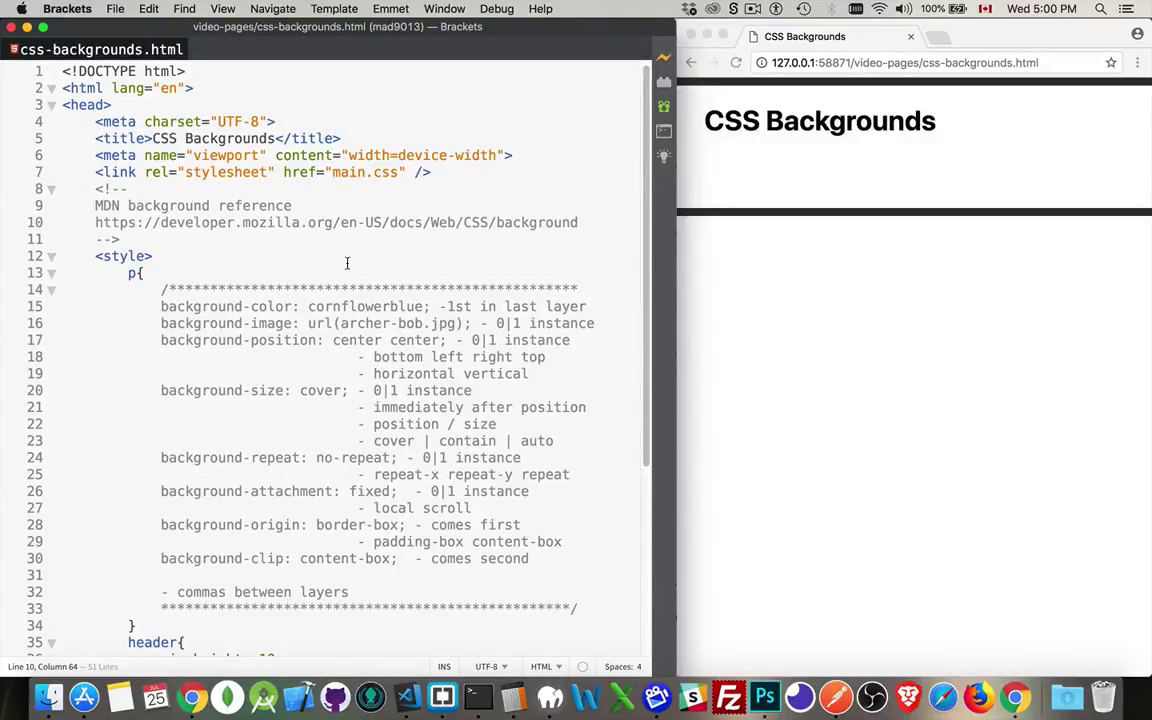 Brackets File Edit Find View Navigate Template Emmet Window Debug Help 100% Wed 5:00 PM
video-pages/css-backgrounds.html (mad9013) — Brackets
css-backgrounds.html
1 <!DOCTYPE html>
2 <html lang="en">
3 <head>
4 <meta charset="UTF-8">
5 <title>CSS Backgrounds</title>
6 <meta name="viewport" content="width=device-width">
7 <link rel="stylesheet" href="main.css" />
8 <!--
9 MDN background reference
10 https://developer.mozilla.org/en-US/docs/Web/CSS/background
11 -->
12 <style>
13 p{
14 /**************************************************
15 background-color: cornflowerblue; -1st in last layer
16 background-image: url(archer-bob.jpg); - 0|1 instance
17 background-position: center center; - 0|1 instance
18 - bottom left right top
19 - horizontal vertical
20 background-size: cover; - 0|1 instance
21 - immediately after position
22 - position / size
23 - cover | contain | auto
24 background-repeat: no-repeat; - 0|1 instance
25 - repeat-x repeat-y repeat
26 background-attachment: fixed;  - 0|1 instance
27 - local scroll
28 background-origin: border-box; - comes first
29 - padding-box content-box
30 background-clip: content-box;  - comes second
31
32 - commas between layers
33 **************************************************/
34 }
35 header{
Line 10, Column 64 — 51 Lines
INS UTF-8 HTML Spaces: 4
CSS Backgrounds
127.0.0.1:58871/video-pages/css-backgrounds.html
CSS Backgrounds
JUL
25